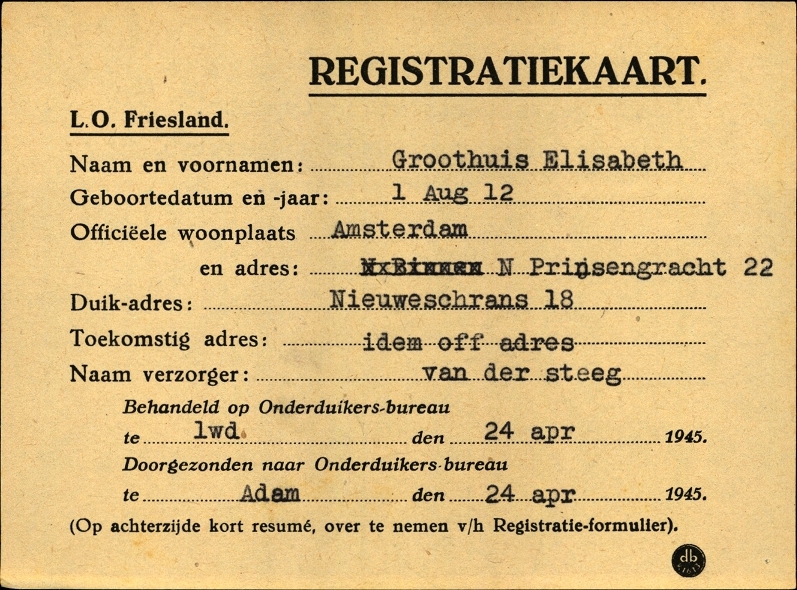 REGISTRATIEKAART.
L.O. Friesland.
Naam en voornamen: Groothuis Elisabeth
Geboortedatum en -jaar: 1 Aug 12
Officiëele woonplaats Amsterdam
en adres: N Prinsengracht 22
Duik-adres: Nieuweschrans 18
Toekomstig adres: idem off adres
Naam verzorger: van der steeg
Behandeld op Onderduikers-bureau
te lwd. den 24 apr 1945.
Doorgezonden naar Onderduikers-bureau
te Adam den 24 apr 1945.
(Op achterzijde kort resumé, over te nemen v/h Registratie-formulier).
db